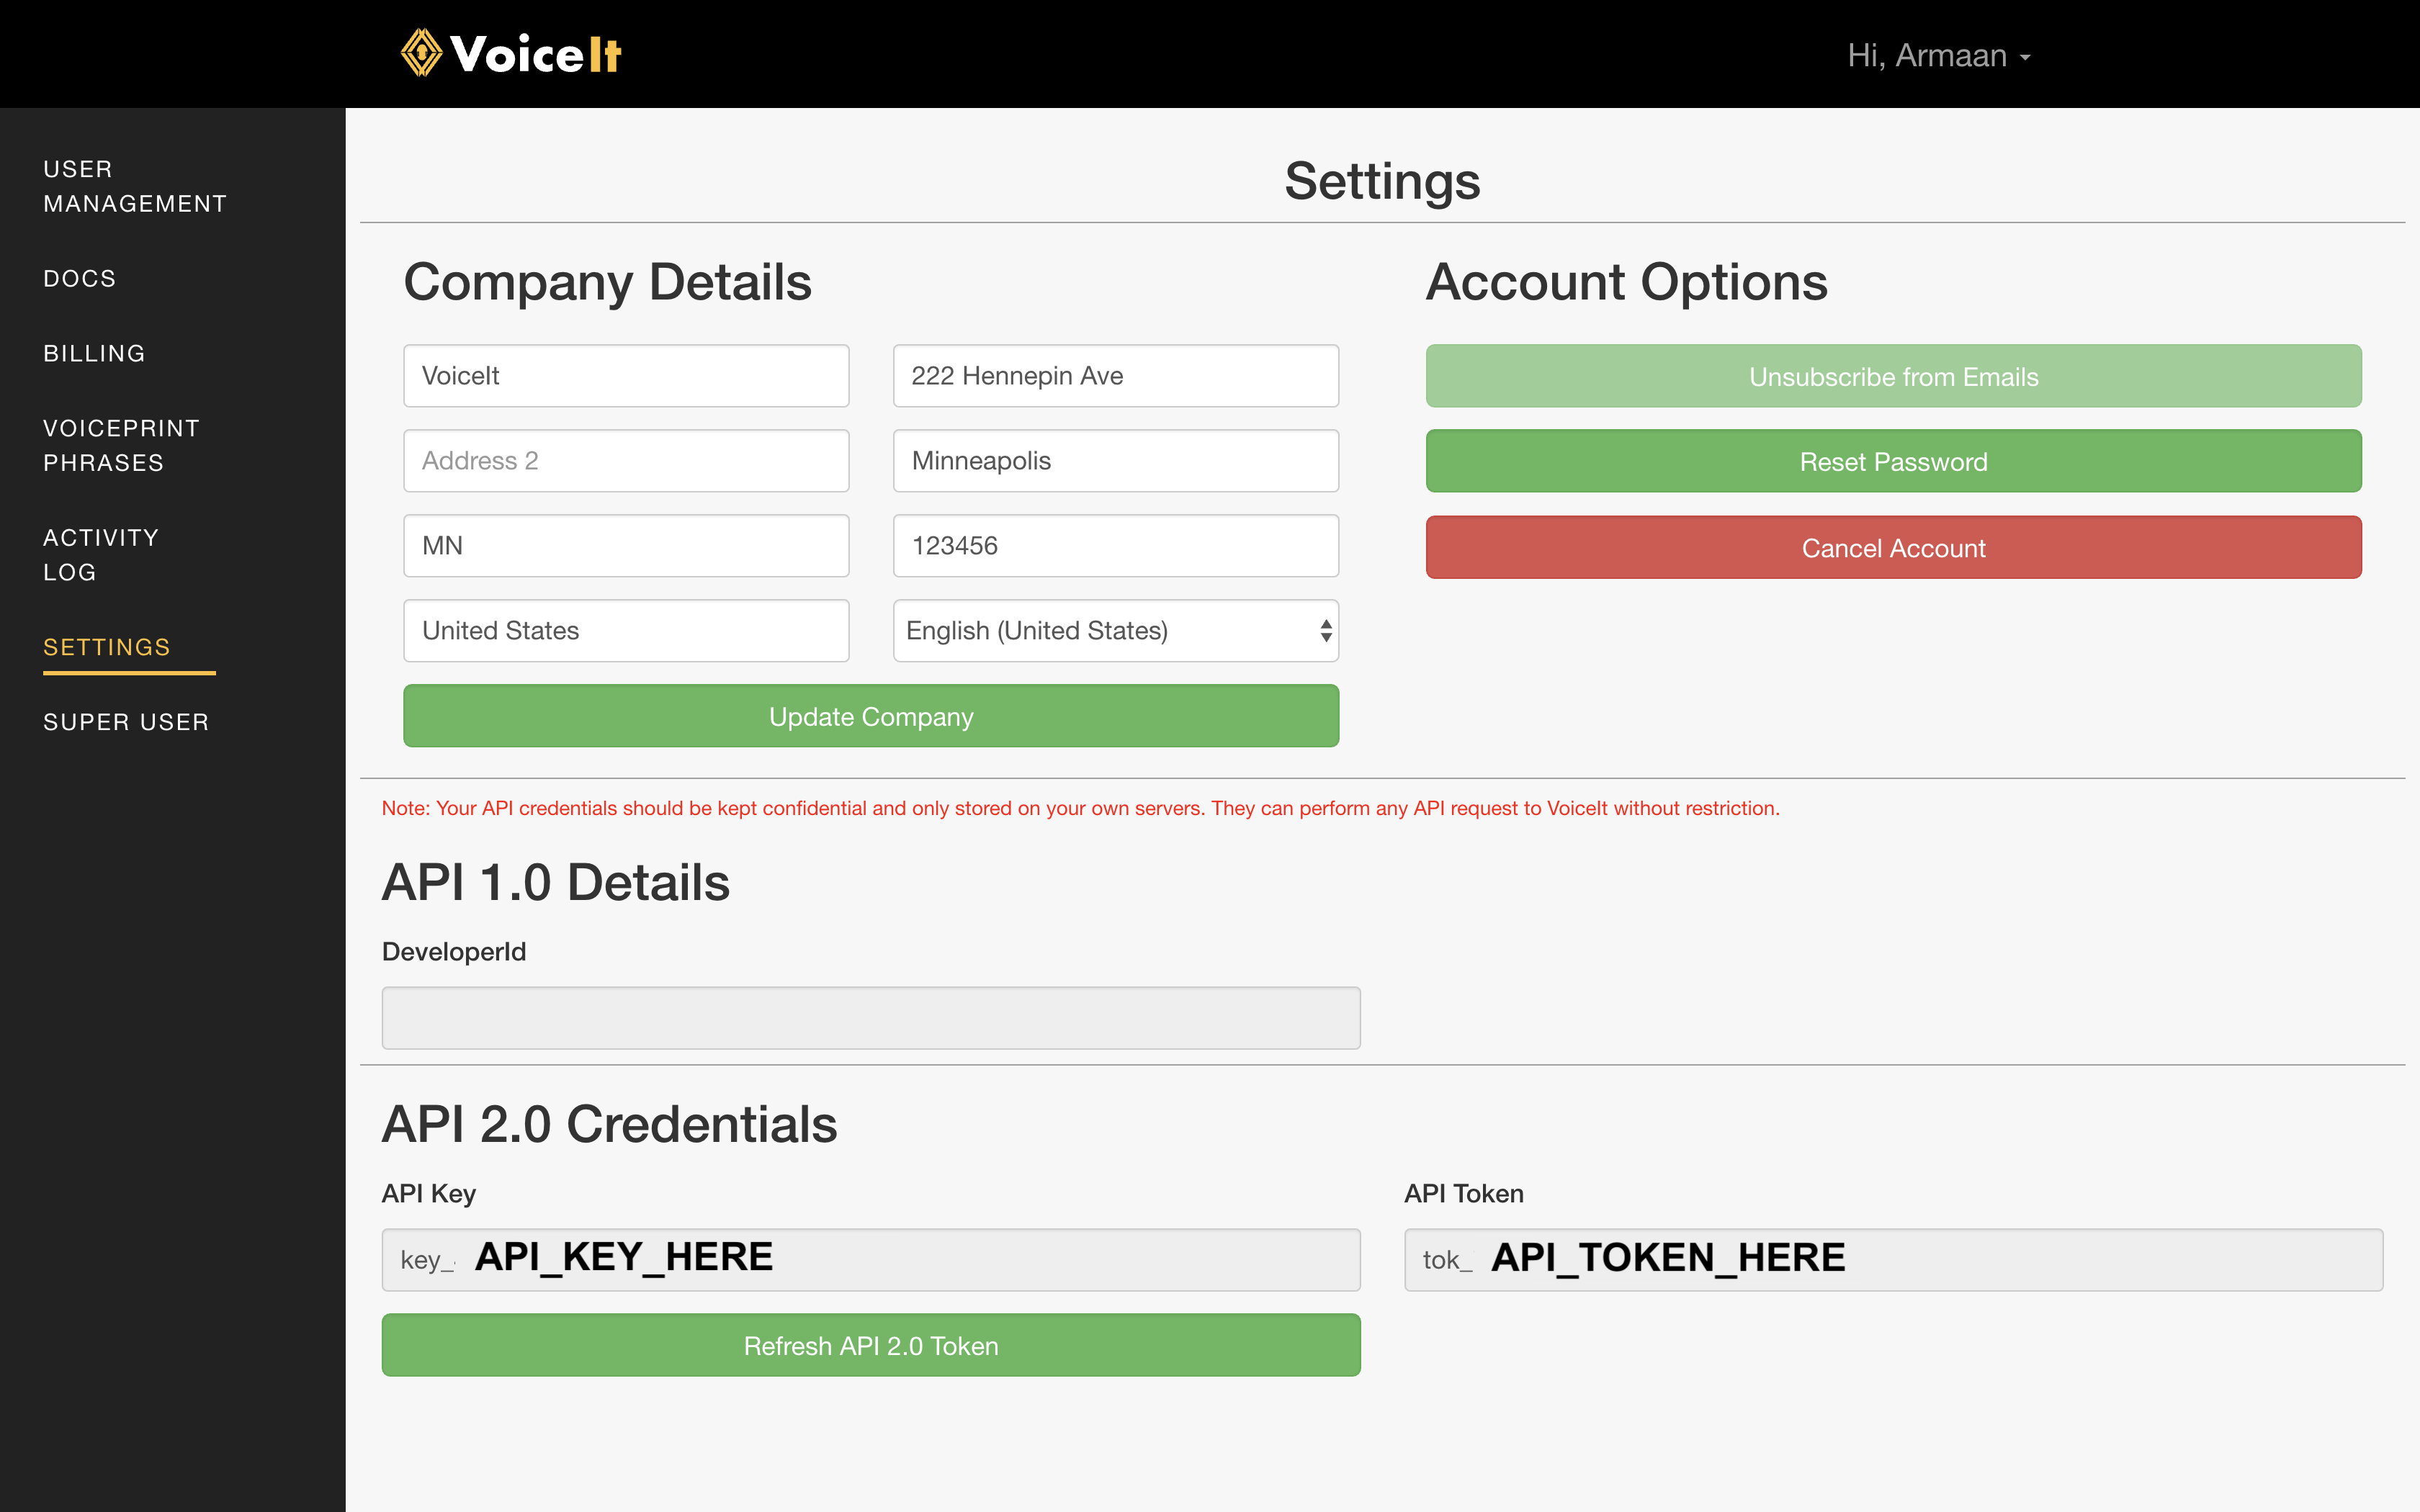 VoiceIt
Hi, Armaan
USER
MANAGEMENT
DOCS
BILLING
VOICEPRINT
PHRASES
ACTIVITY
LOG
SETTINGS
SUPER USER
Settings
Company Details
VoiceIt
222 Hennepin Ave
Address 2
Minneapolis
MN
123456
United States
English (United States)
Update Company
Account Options
Unsubscribe from Emails
Reset Password
Cancel Account
Note: Your API credentials should be kept confidential and only stored on your own servers. They can perform any API request to VoiceIt without restriction.
API 1.0 Details
DeveloperId
API 2.0 Credentials
API Key
key_ API_KEY_HERE
API Token
tok_ API_TOKEN_HERE
Refresh API 2.0 Token